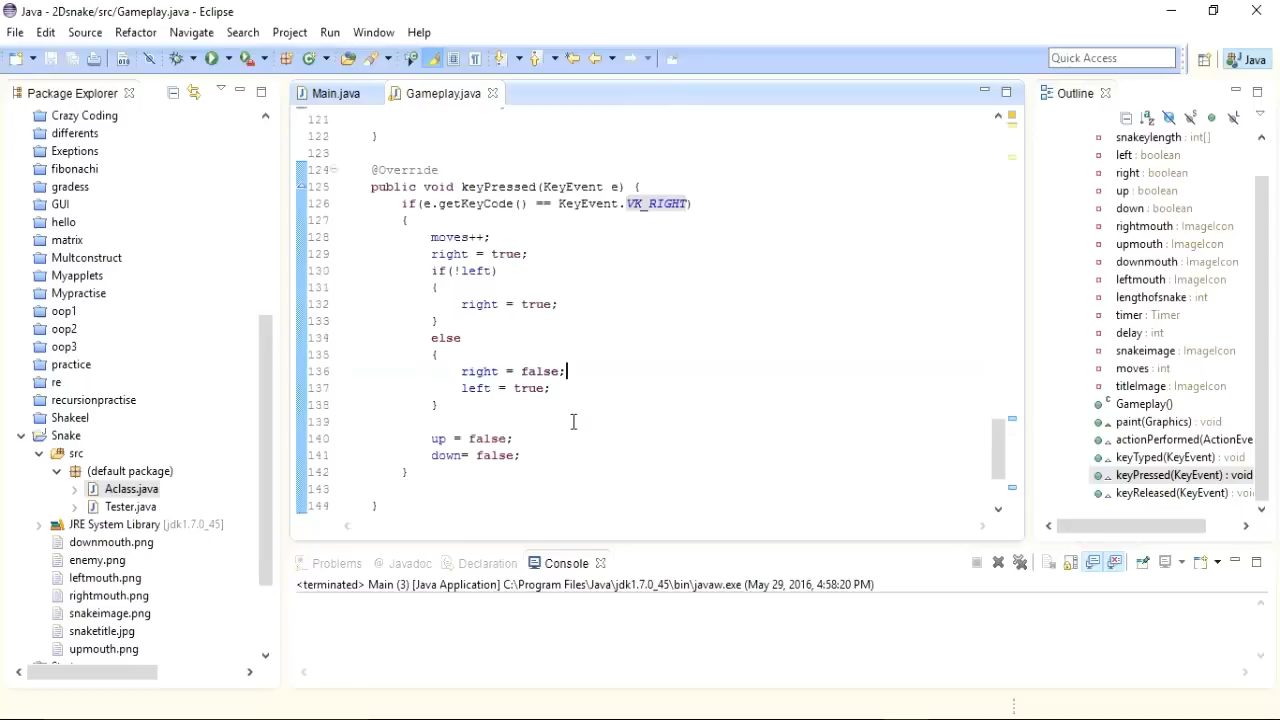 Java - 2Dsnake/src/Gameplay.java - Eclipse
File Edit Source Refactor Navigate Search Project Run Window Help
Quick Access
Java
Package Explorer
Crazy Coding
differents
Exeptions
fibonachi
gradess
GUI
hello
matrix
Multconstruct
Myapplets
Mypractise
oop1
oop2
oop3
practice
re
recursionpractise
Shakeel
Snake
src
(default package)
Aclass.java
Tester.java
JRE System Library [jdk1.7.0_45]
downmouth.png
enemy.png
leftmouth.png
rightmouth.png
snakeimage.png
snaketitle.jpg
upmouth.png
Main.java Gameplay.java
121
122 }
123
124 @Override
125 public void keyPressed(KeyEvent e) {
126 if(e.getKeyCode() == KeyEvent.VK_RIGHT)
127 {
128 moves++;
129 right = true;
130 if(!left)
131 {
132 right = true;
133 }
134 else
135 {
136 right = false;
137 left = true;
138 }
139
140 up = false;
141 down= false;
142 }
143
144 }
Outline
snakeylength : int[]
left : boolean
right : boolean
up : boolean
down : boolean
rightmouth : ImageIcon
upmouth : ImageIcon
downmouth : ImageIcon
leftmouth : ImageIcon
lengthofsnake : int
timer : Timer
delay : int
snakeimage : ImageIcon
moves : int
titleImage : ImageIcon
Gameplay()
paint(Graphics) : void
actionPerformed(ActionEve
keyTyped(KeyEvent) : void
keyPressed(KeyEvent) : void
keyReleased(KeyEvent) : voi
Problems @ Javadoc Declaration Console
<terminated> Main (3) [Java Application] C:\Program Files\Java\jdk1.7.0_45\bin\javaw.exe (May 29, 2016, 4:58:20 PM)